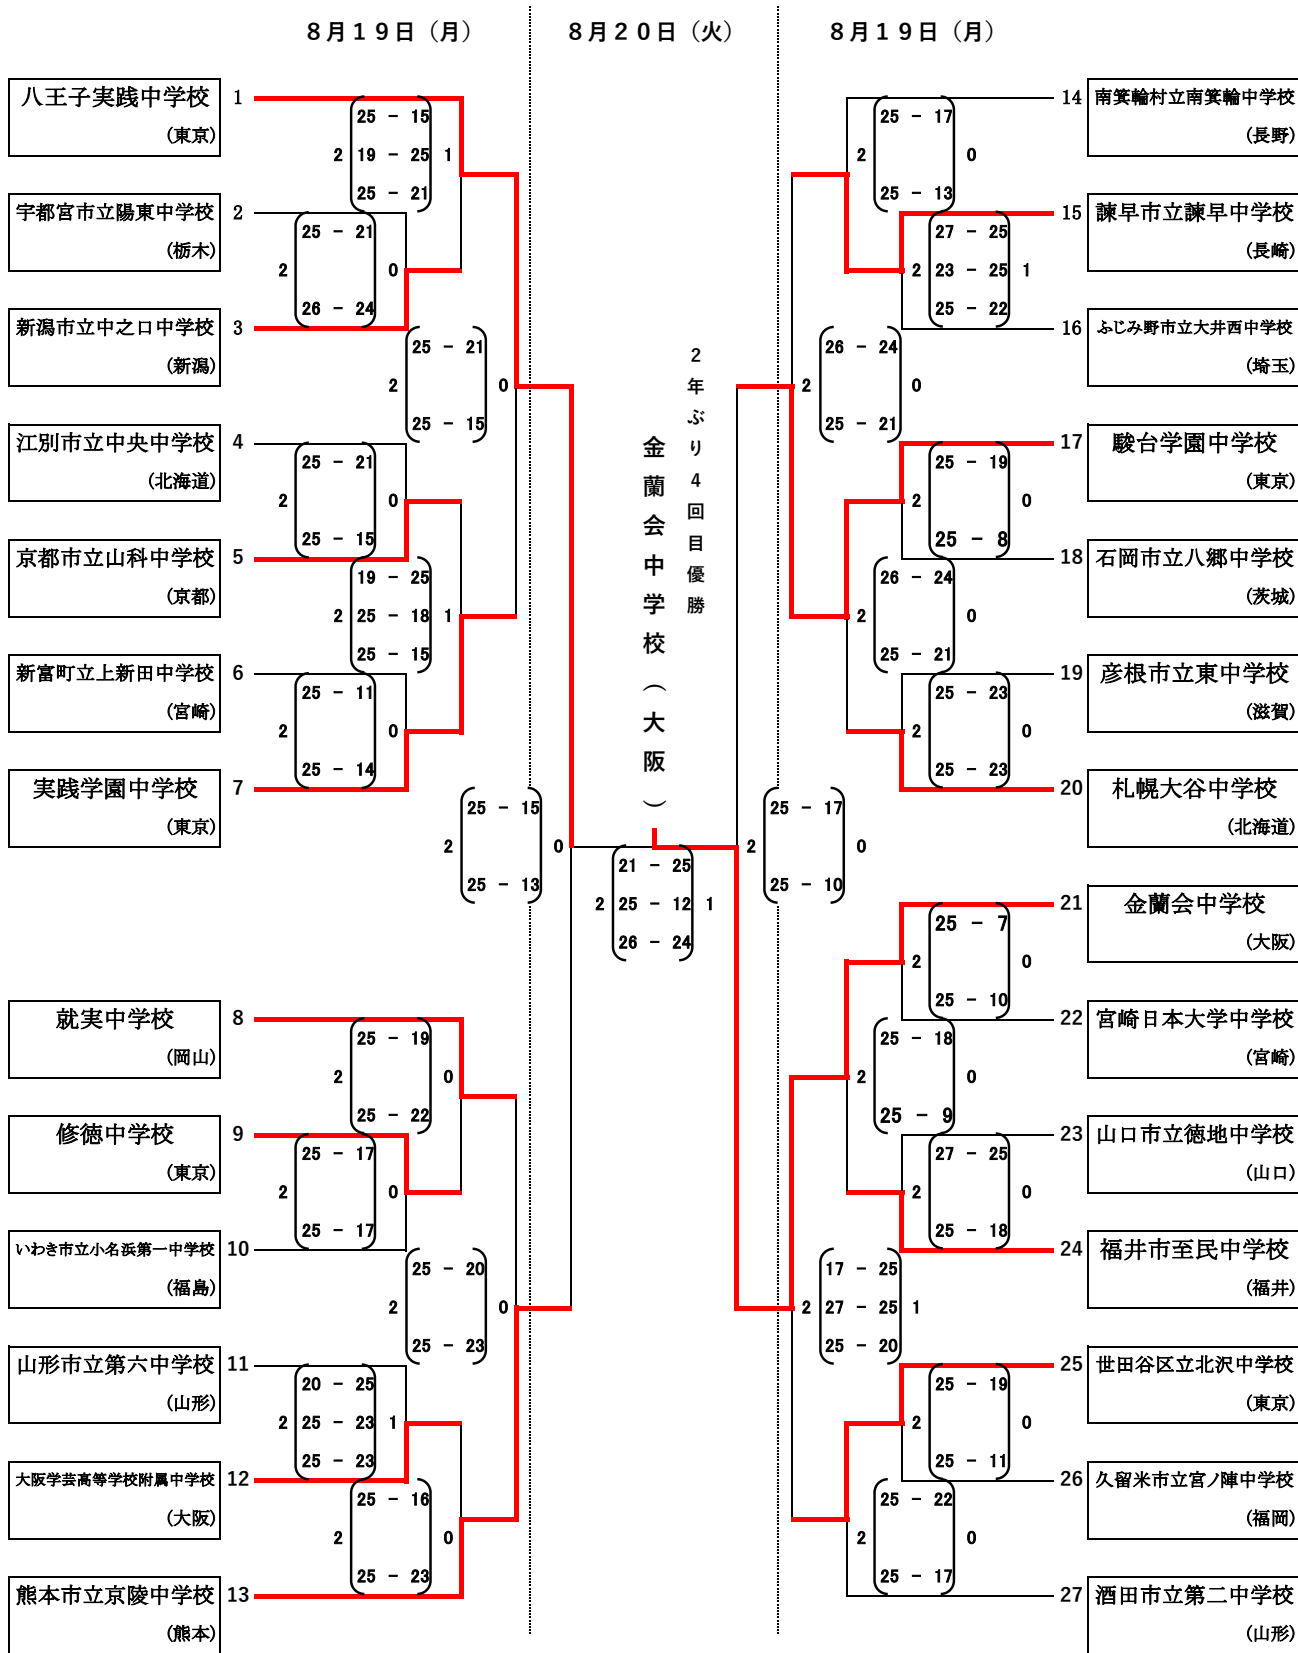 ８月１９日（月）
８月２０日（火）
８月１９日（月）
八王子実践中学校
(東京)
1
宇都宮市立陽東中学校
(栃木)
2
新潟市立中之口中学校
(新潟)
3
江別市立中央中学校
(北海道)
4
京都市立山科中学校
(京都)
5
新富町立上新田中学校
(宮崎)
6
実践学園中学校
(東京)
7
就実中学校
(岡山)
8
修徳中学校
(東京)
9
いわき市立小名浜第一中学校
(福島)
10
山形市立第六中学校
(山形)
11
大阪学芸高等学校附属中学校
(大阪)
12
熊本市立京陵中学校
(熊本)
13
25 － 15
2 19 － 25 1
25 － 21
25 － 21
2 0
26 － 24
25 － 21
2 0
25 － 15
25 － 21
2 0
25 － 15
19 － 25
2 25 － 18 1
25 － 15
25 － 11
2 0
25 － 14
25 － 15
2 0
25 － 13
25 － 19
2 0
25 － 22
25 － 17
2 0
25 － 17
25 － 20
2 0
25 － 23
20 － 25
2 25 － 23 1
25 － 23
25 － 16
2 0
25 － 23
２年ぶり４回目優勝
金蘭会中学校（大阪）
21 － 25
2 25 － 12 1
26 － 24
25 － 17
2 0
25 － 13
27 － 25
2 23 － 25 1
25 － 22
26 － 24
2 0
25 － 21
25 － 19
2 0
25 － 8
26 － 24
2 0
25 － 21
25 － 23
2 0
25 － 23
25 － 17
2 0
25 － 10
25 － 7
2 0
25 － 10
25 － 18
2 0
25 － 9
27 － 25
2 0
25 － 18
17 － 25
2 27 － 25 1
25 － 20
25 － 19
2 0
25 － 11
25 － 22
2 0
25 － 17
14
南箕輪村立南箕輪中学校
(長野)
15
諫早市立諫早中学校
(長崎)
16
ふじみ野市立大井西中学校
(埼玉)
17
駿台学園中学校
(東京)
18
石岡市立八郷中学校
(茨城)
19
彦根市立東中学校
(滋賀)
20
札幌大谷中学校
(北海道)
21
金蘭会中学校
(大阪)
22
宮崎日本大学中学校
(宮崎)
23
山口市立徳地中学校
(山口)
24
福井市至民中学校
(福井)
25
世田谷区立北沢中学校
(東京)
26
久留米市立宮ノ陣中学校
(福岡)
27
酒田市立第二中学校
(山形)